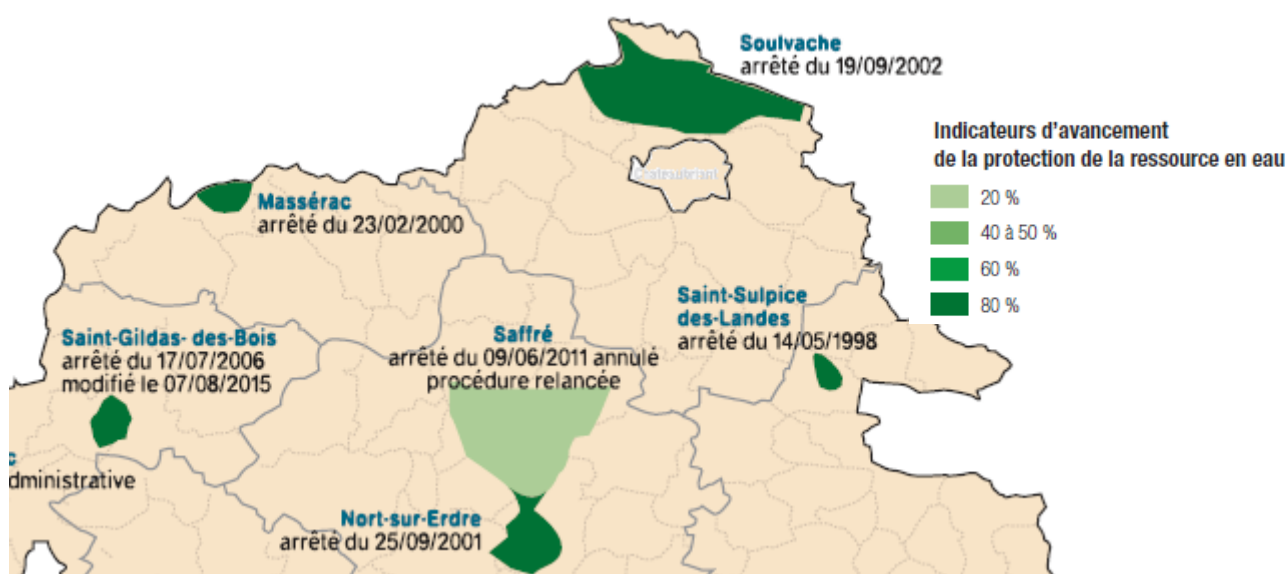 Soulvache
arrêté du 19/09/2002
Indicateurs d'avancement
de la protection de la ressource en eau
20 %
40 à 50 %
60 %
80 %
Châteaubriant
Massérac
arrêté du 23/02/2000
Saint-Sulpice
des-Landes
arrêté du 14/05/1998
Saint-Gildas- des-Bois
arrêté du 17/07/2006
modifié le 07/08/2015
Saffré
arrêté du 09/06/2011 annulé
procédure relancée
c
dministrative
Nort-sur-Erdre
arrêté du 25/09/2001